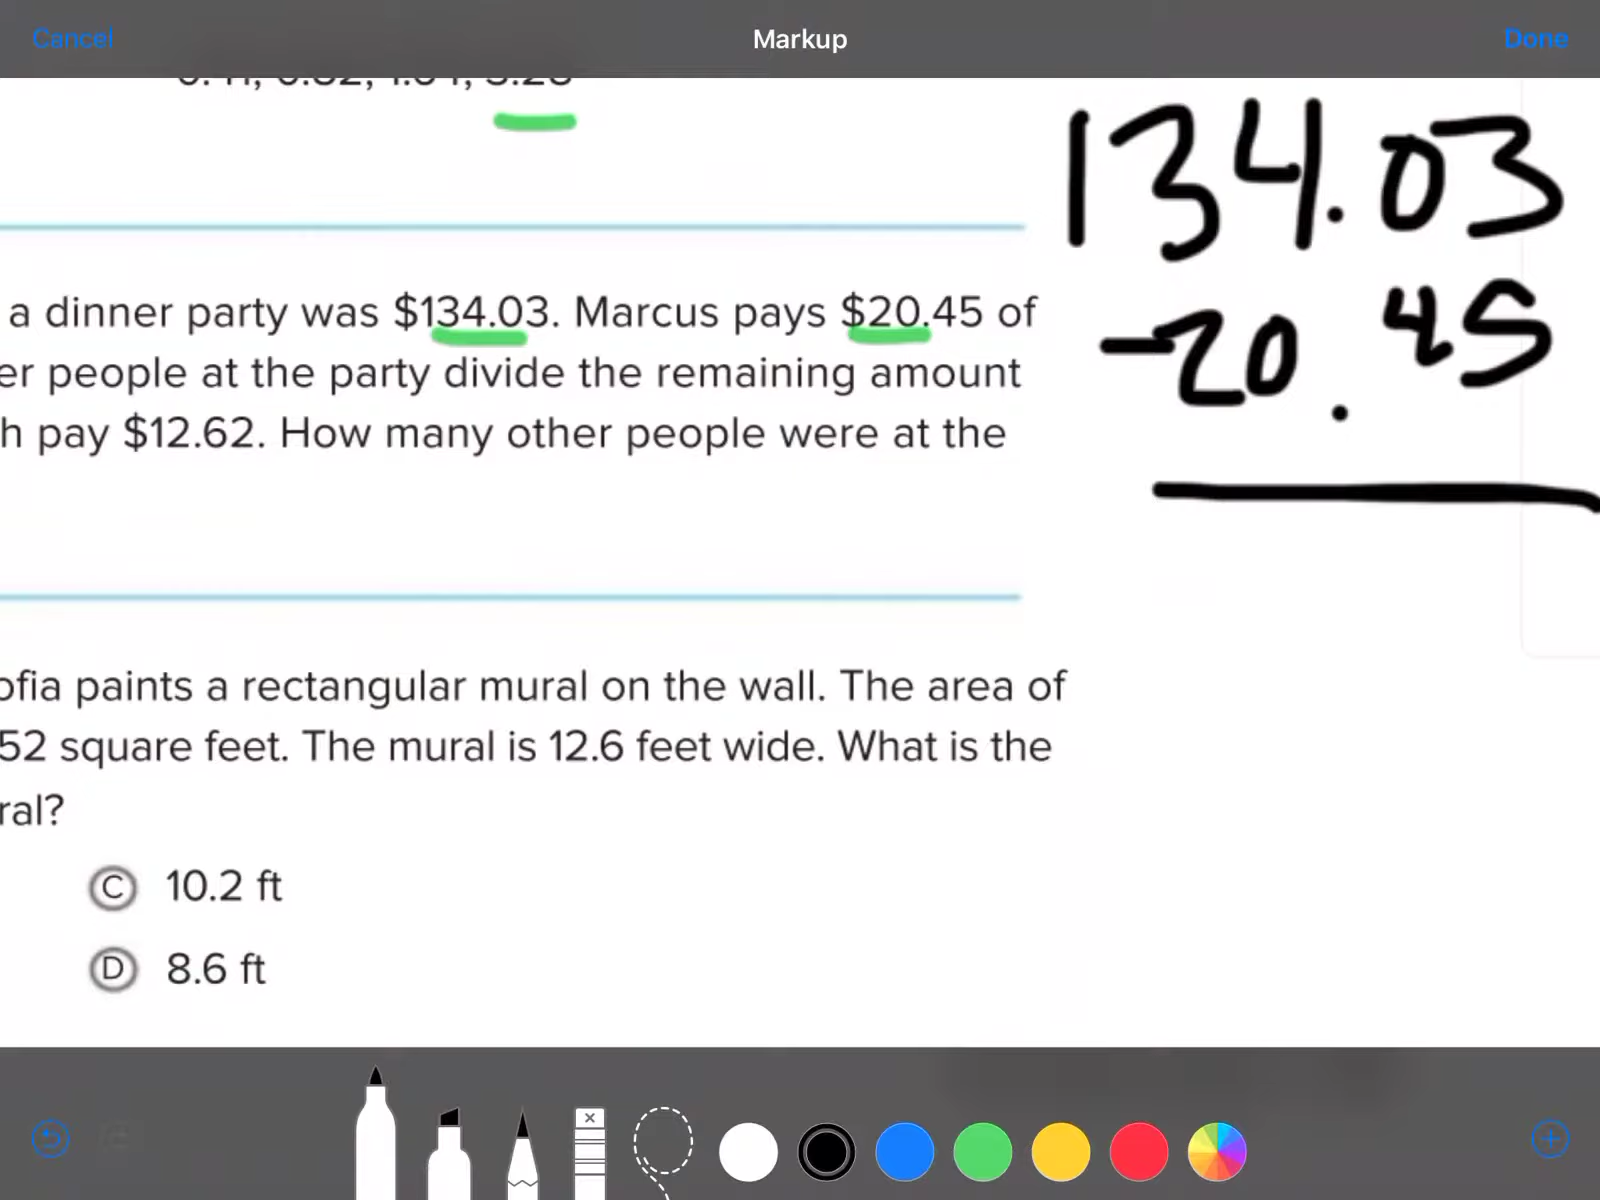 Cancel Markup Done
a dinner party was $134.03. Marcus pays $20.45 of
er people at the party divide the remaining amount
h pay $12.62. How many other people were at the
134.03
-20.45
ofia paints a rectangular mural on the wall. The area of
52 square feet. The mural is 12.6 feet wide. What is the
ral?
C 10.2 ft
D 8.6 ft